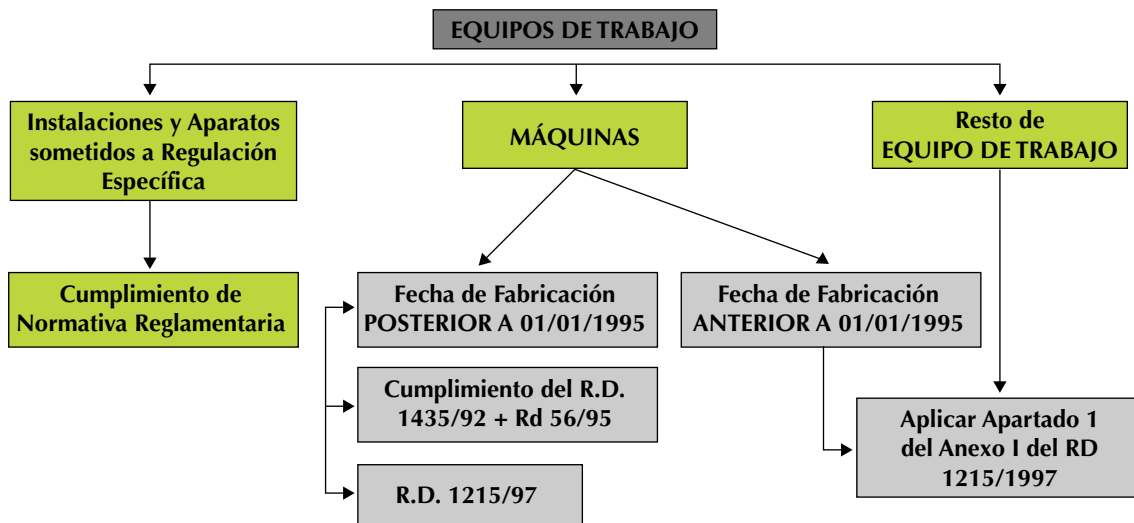 EQUIPOS DE TRABAJO
Instalaciones y Aparatos
sometidos a Regulación
Específica
MÁQUINAS
Resto de
EQUIPO DE TRABAJO
Cumplimiento de
Normativa Reglamentaria
Fecha de Fabricación
POSTERIOR A 01/01/1995
Fecha de Fabricación
ANTERIOR A 01/01/1995
Cumplimiento del R.D.
1435/92 + Rd 56/95
Aplicar Apartado 1
del Anexo I del RD
1215/1997
R.D. 1215/97